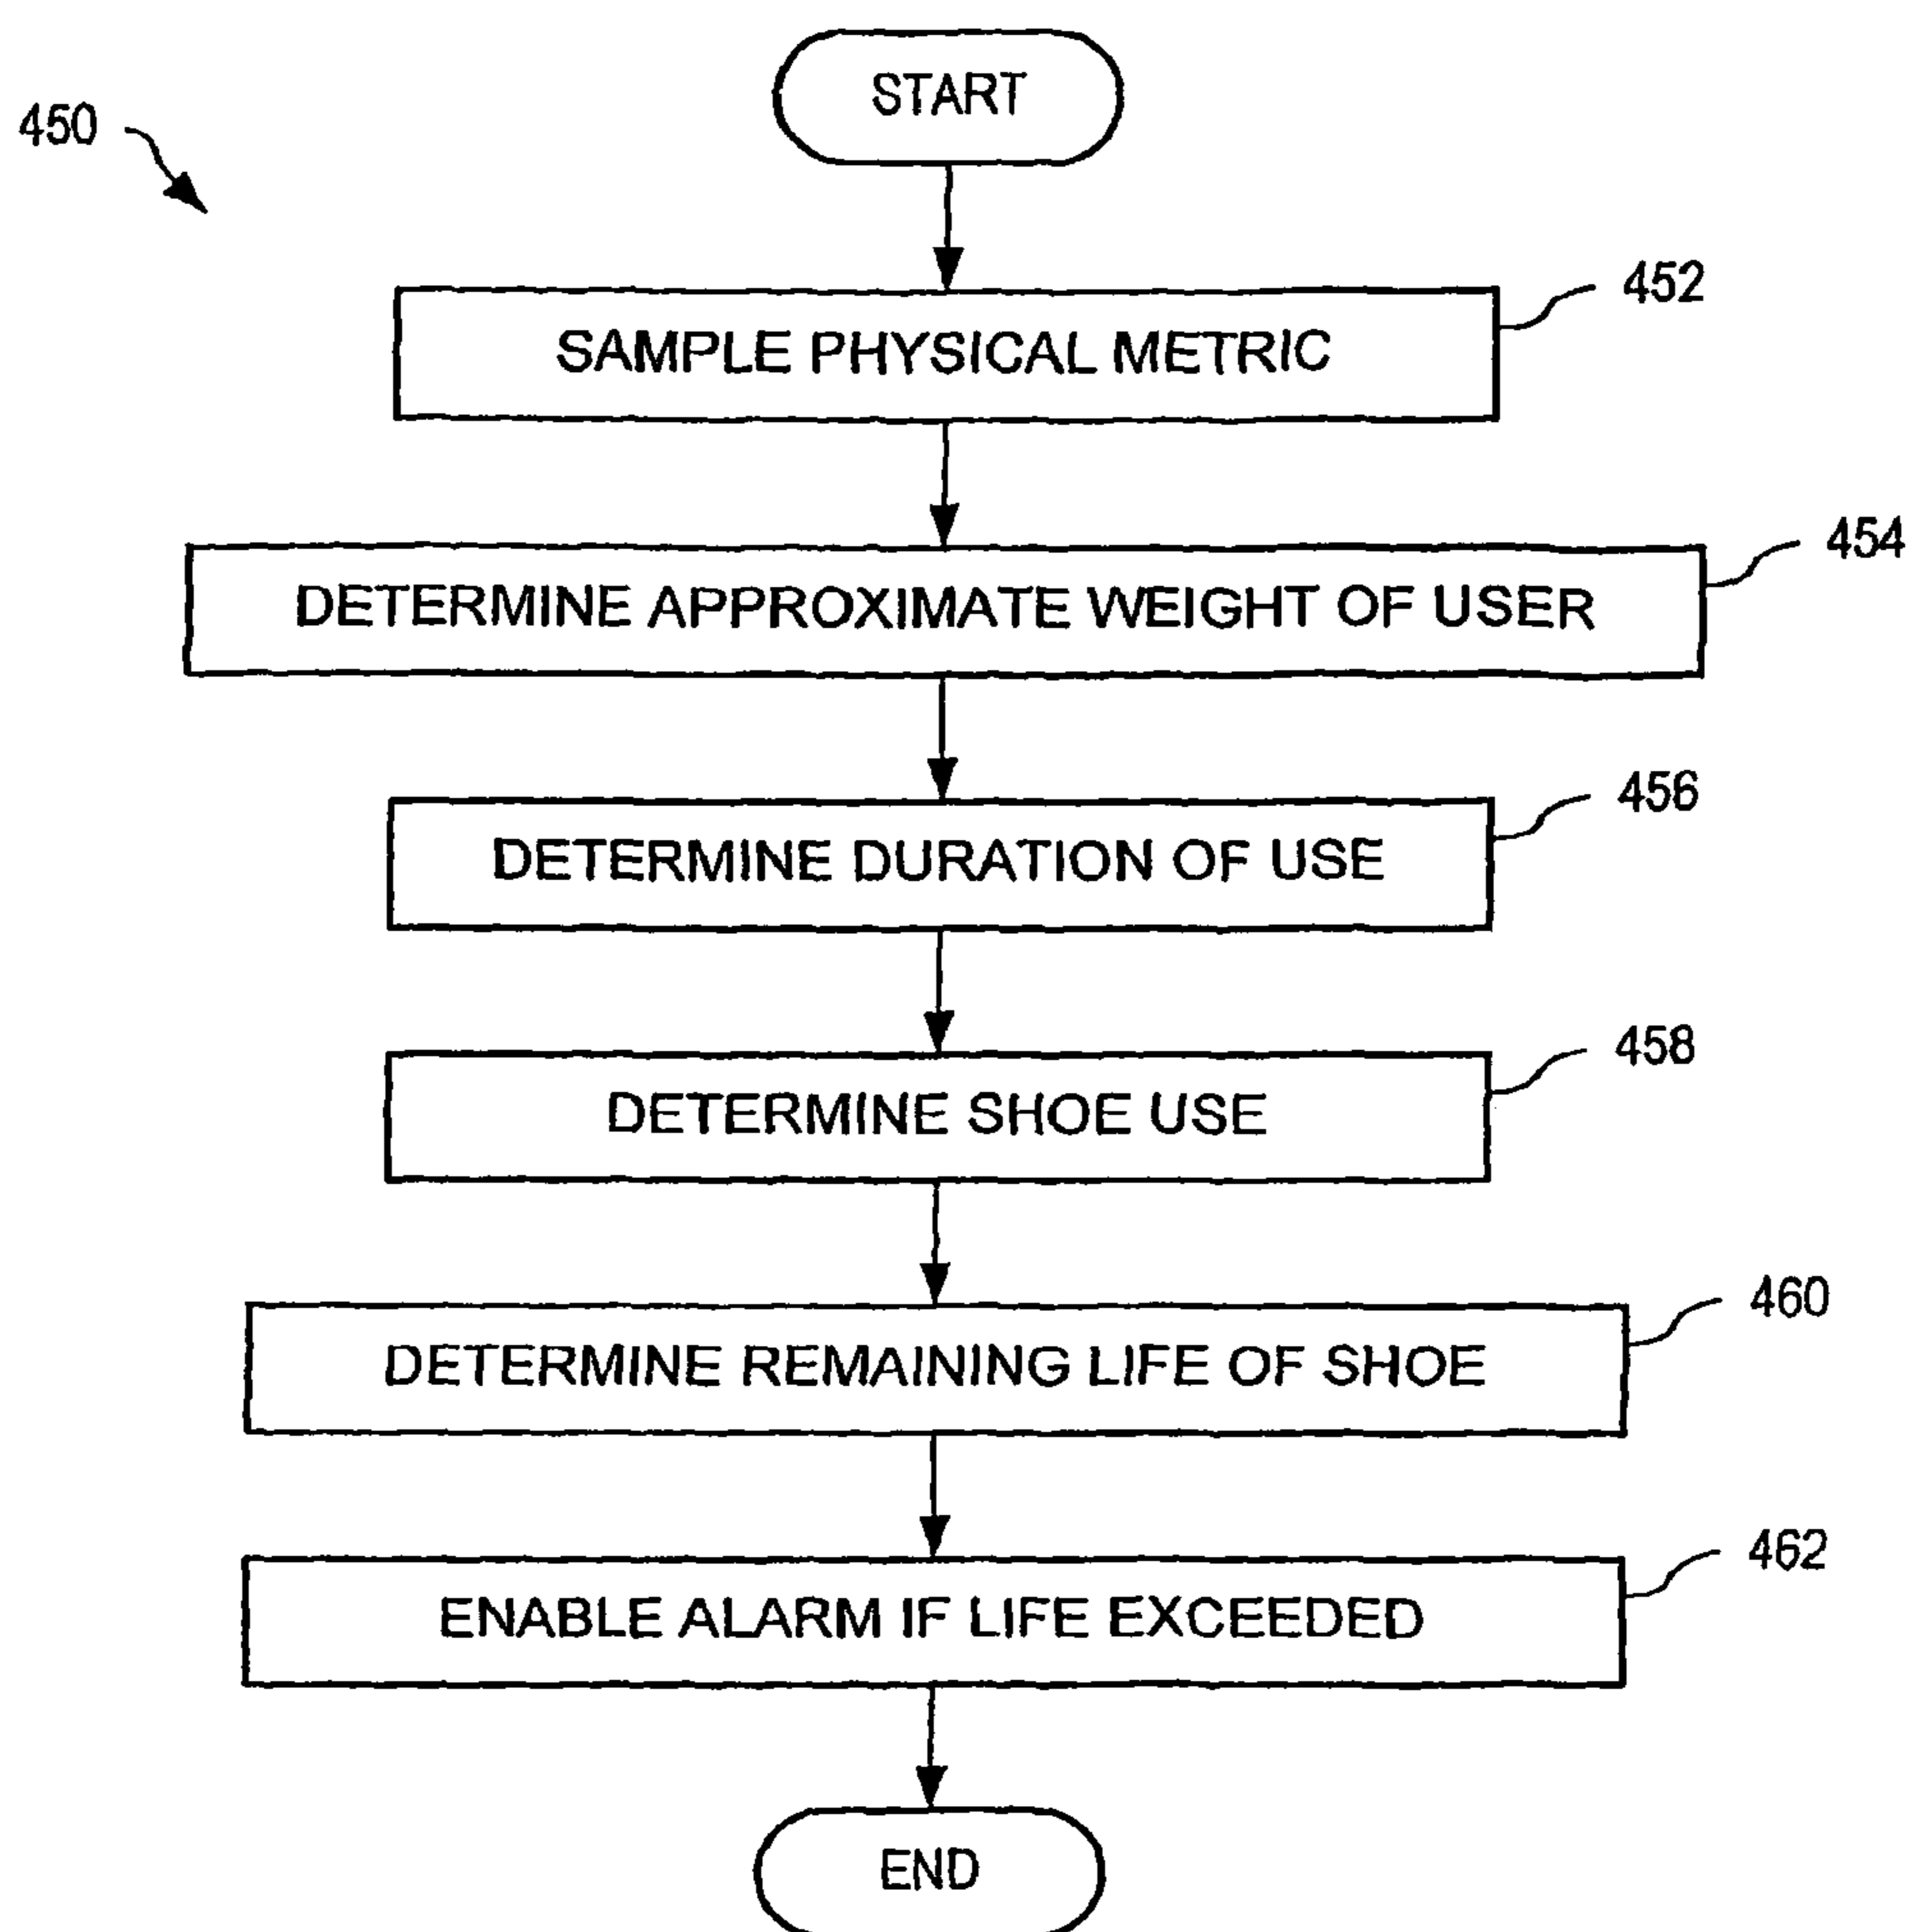 START
450
452
SAMPLE PHYSICAL METRIC
454
DETERMINE APPROXIMATE WEIGHT OF USER
456
DETERMINE DURATION OF USE
458
DETERMINE SHOE USE
460
DETERMINE REMAINING LIFE OF SHOE
462
ENABLE ALARM IF LIFE EXCEEDED
END